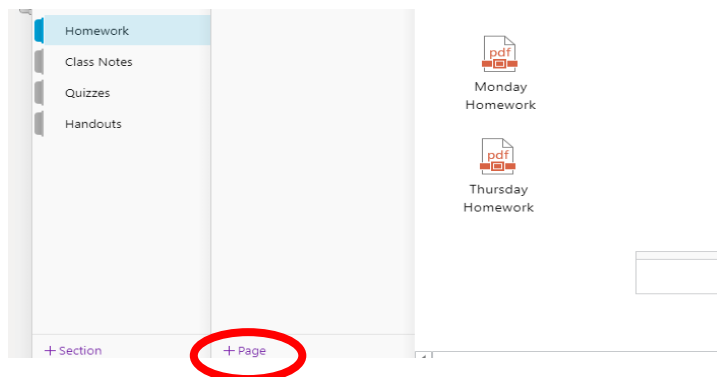 Homework
Class Notes
Quizzes
Handouts
+ Section
+ Page
pdf
Monday
Homework
pdf
Thursday
Homework